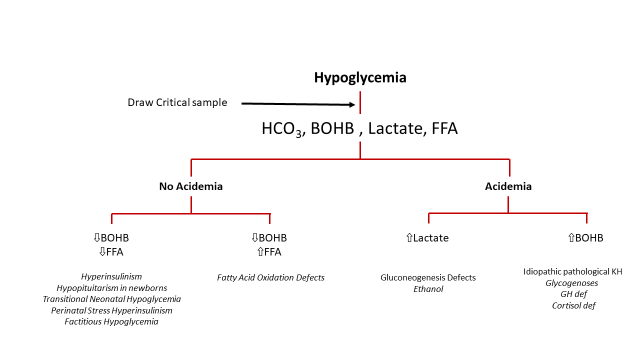 Hypoglycemia
Draw Critical sample
HCO₃, BOHB , Lactate, FFA
No Acidemia
Acidemia
⇩BOHB
⇩FFA
⇩BOHB
⇧FFA
⇧Lactate
⇧BOHB
Hyperinsulinism
Hypopituitarism in newborns
Transitional Neonatal Hypoglycemia
Perinatal Stress Hyperinsulinism
Factitious Hypoglycemia
Fatty Acid Oxidation Defects
Gluconeogenesis Defects
Ethanol
Idiopathic pathological KH
Glycogenoses
GH def
Cortisol def